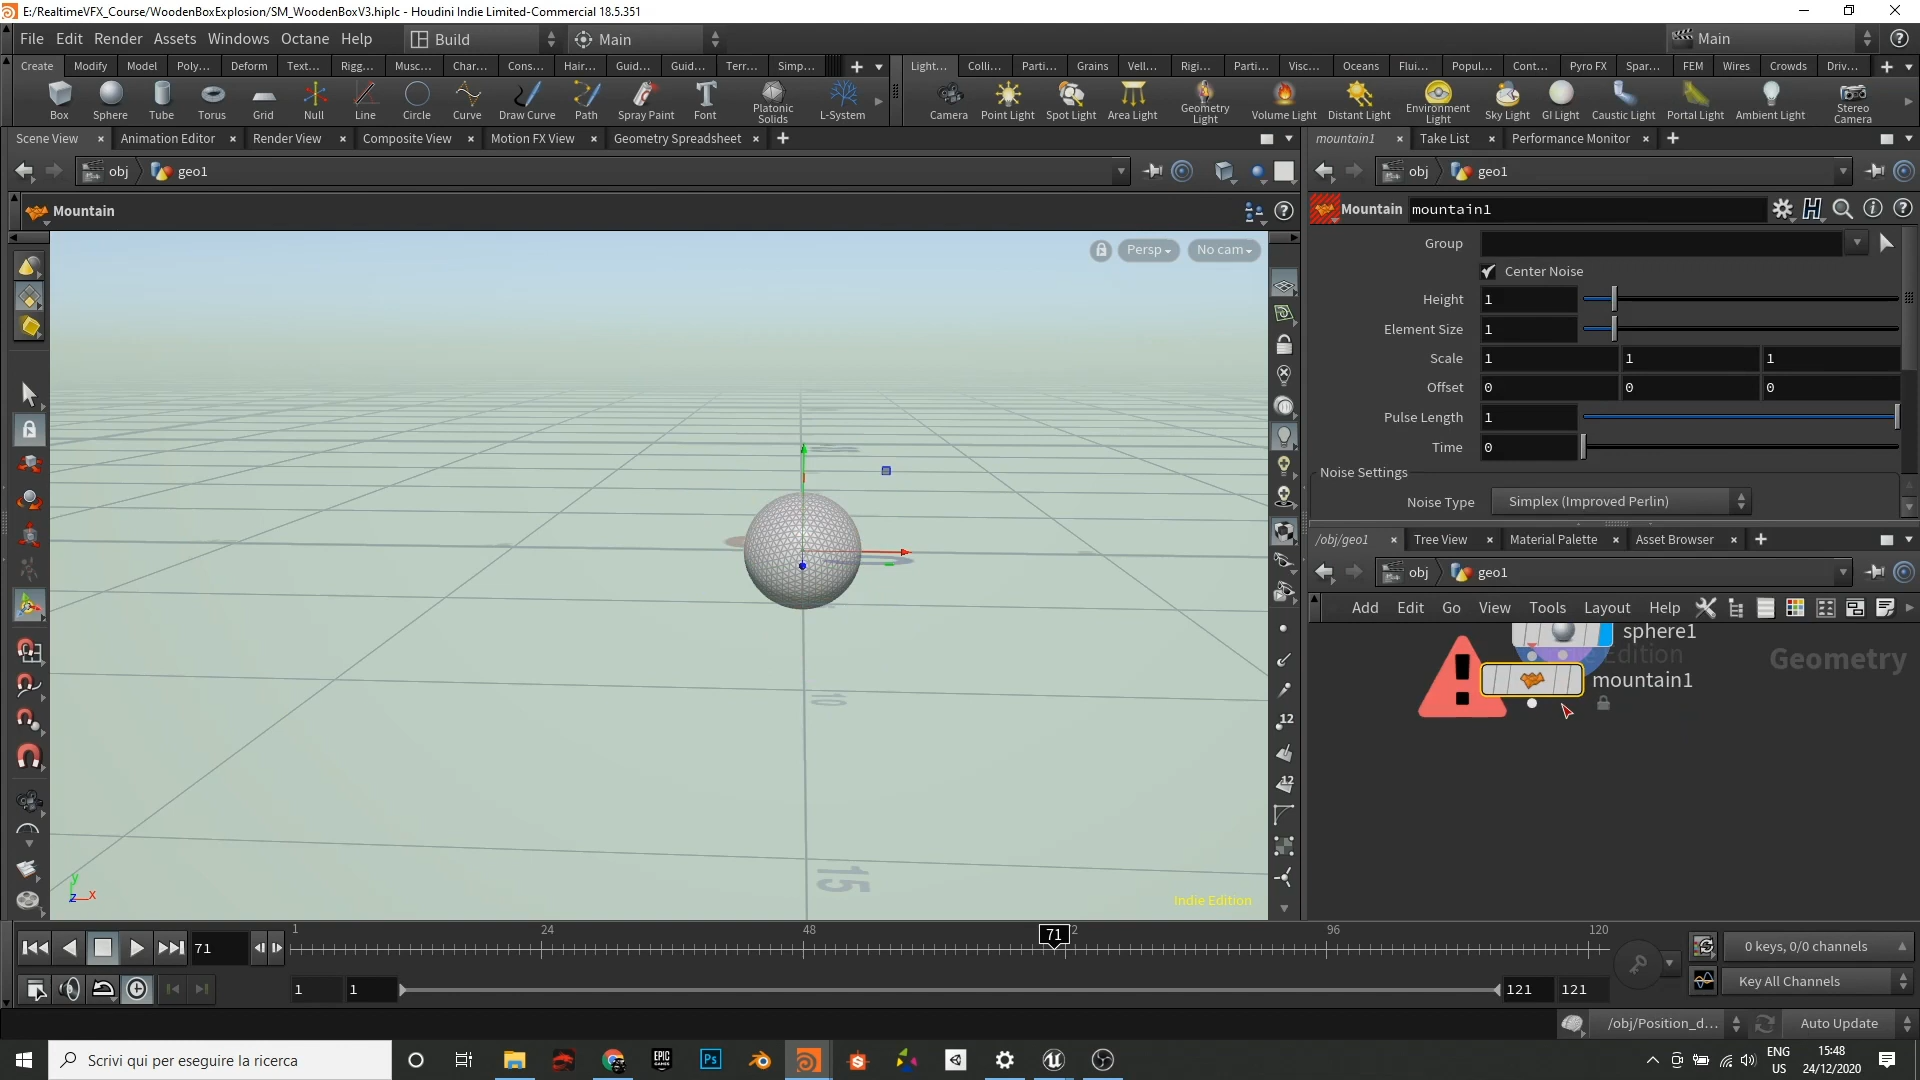 E:/RealtimeVFX_Course/WoodenBoxExplosion/SM_WoodenBoxV3.hiplc - Houdini Indie Limited-Commercial 18.5.351
File Edit Render Assets Windows Octane Help Build Main Main
Create Modify Model Poly... Deform Text... Rigg... Musc... Char... Cons... Hair... Guid... Guid... Terr... Simp... Light... Colli... Parti... Grains Vell... Rigi... Parti... Visc... Oceans Flui... Popul... Cont... Pyro FX Spar... FEM Wires Crowds Driv...
Box Sphere Tube Torus Grid Null Line Circle Curve Draw Curve Path Spray Paint Font Platonic Solids L-System Camera Point Light Spot Light Area Light Geometry Light Volume Light Distant Light Environment Light Sky Light GI Light Caustic Light Portal Light Ambient Light Stereo Camera
Scene View Animation Editor Render View Composite View Motion FX View Geometry Spreadsheet mountain1 Take List Performance Monitor
obj geo1 obj geo1
Mountain Mountain mountain1
Persp No cam
Group
Center Noise
Height 1
Element Size 1
Scale 1 1 1
Offset 0 0 0
Pulse Length 1
Time 0
Noise Settings
Noise Type Simplex (Improved Perlin)
/obj/geo1 Tree View Material Palette Asset Browser
obj geo1
Add Edit Go View Tools Layout Help
sphere1
Edition
Geometry
mountain1
12
12
15
y
z x
Indie Edition
1 24 48 71 2 96 120
71
0 keys, 0/0 channels
1 1 121 121
Key All Channels
/obj/Position_d... Auto Update
Scrivi qui per eseguire la ricerca
EPIC GAMES
Ps
ENG US
15:48
24/12/2020